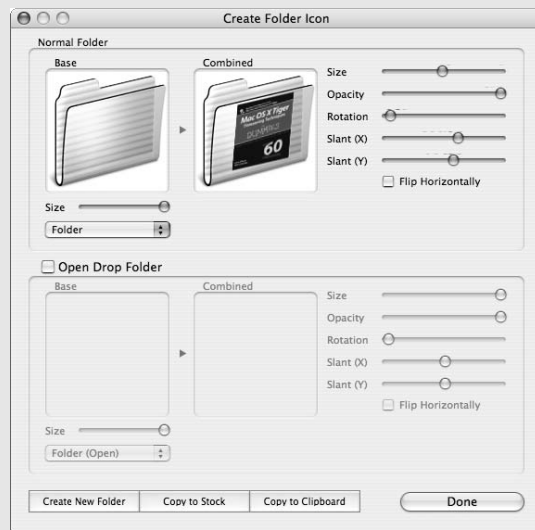 Create Folder Icon
Normal Folder
Base
Combined
Size
Opacity
Rotation
Slant (X)
Slant (Y)
Flip Horizontally
Mac OS X Tiger
DUMMIES
60
Size
Folder
Open Drop Folder
Base
Combined
Size
Opacity
Rotation
Slant (X)
Slant (Y)
Flip Horizontally
Size
Folder (Open)
Create New Folder
Copy to Stock
Copy to Clipboard
Done